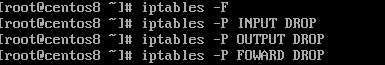 [root@centos8 ~]# iptables -F
[root@centos8 ~]# iptables -P INPUT DROP
[root@centos8 ~]# iptables -P OUTPUT DROP
[root@centos8 ~]# iptables -P FOWARD DROP